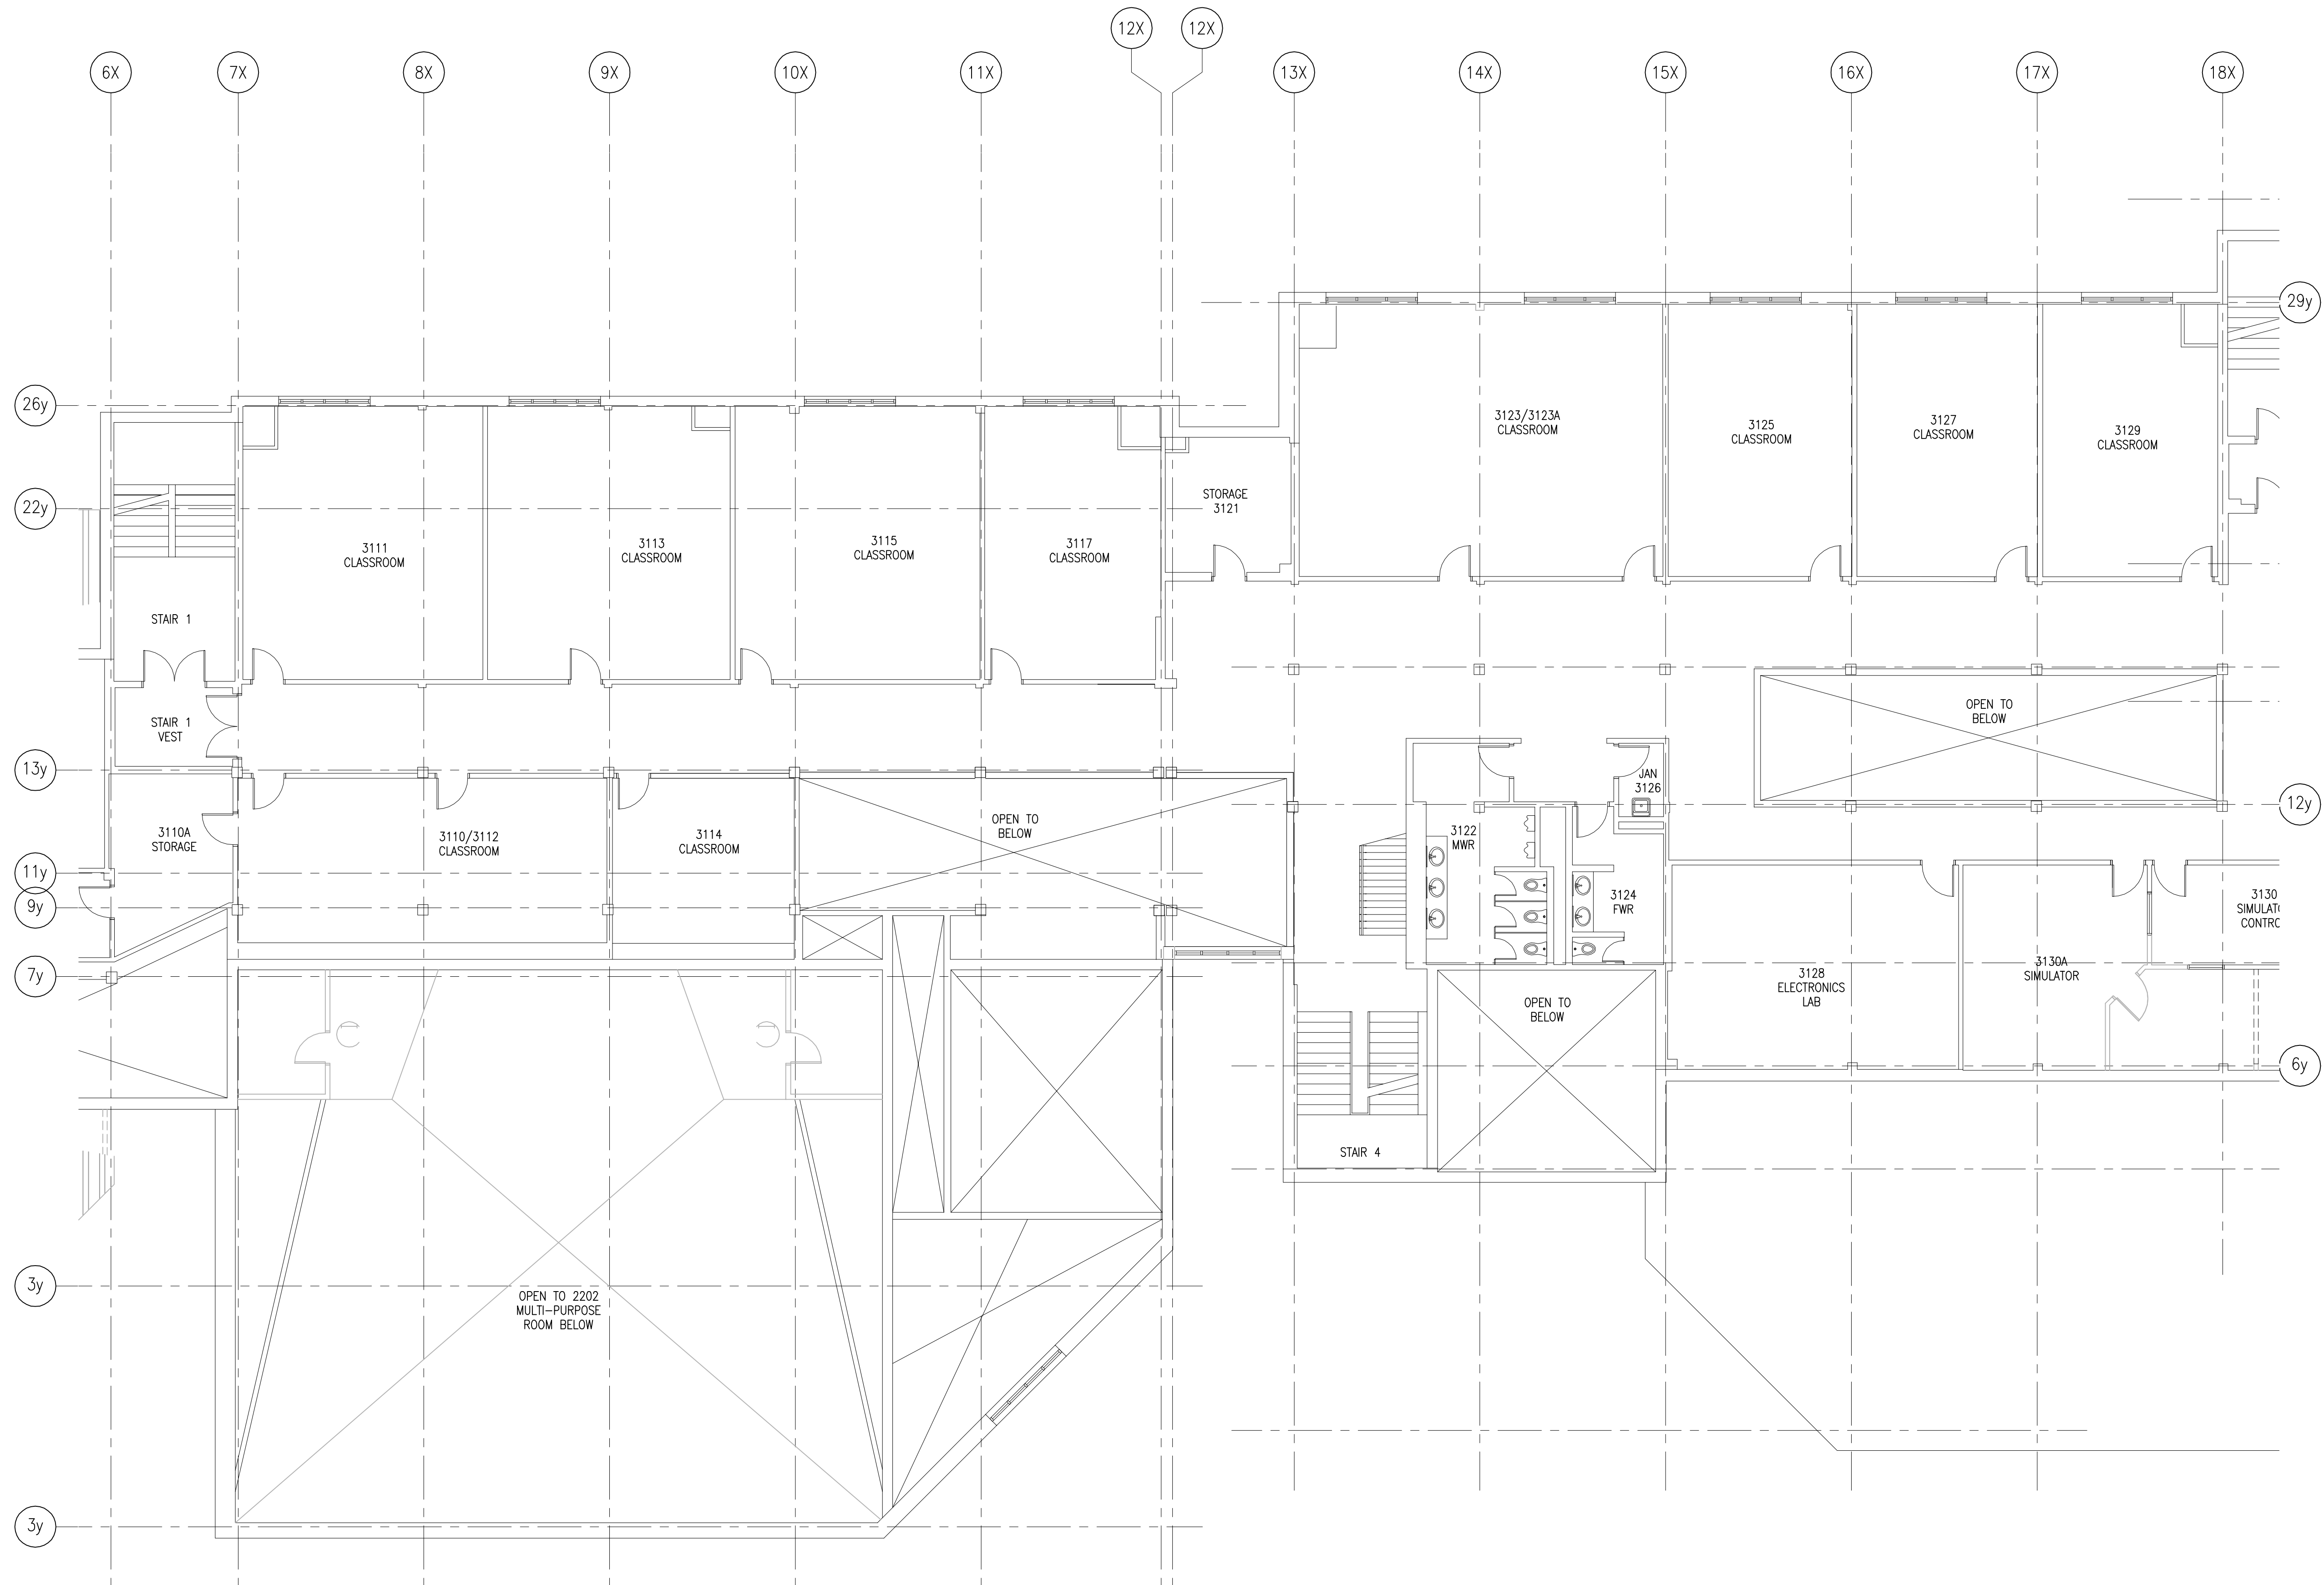 12X
12X
6X
7X
8X
9X
10X
11X
13X
14X
15X
16X
17X
18X
29y
26y
3123/3123A
CLASSROOM
3125
CLASSROOM
3127
CLASSROOM
3129
CLASSROOM
22y
STORAGE
3121
3111
CLASSROOM
3113
CLASSROOM
3115
CLASSROOM
3117
CLASSROOM
STAIR 1
STAIR 1
VEST
OPEN TO
BELOW
13y
JAN
3126
12y
3110A
STORAGE
3110/3112
CLASSROOM
3114
CLASSROOM
OPEN TO
BELOW
3122
MWR
11y
9y
3124
FWR
3130
SIMULATO
CONTRO
7y
3128
ELECTRONICS
LAB
3130A
SIMULATOR
OPEN TO
BELOW
6y
STAIR 4
3y
OPEN TO 2202
MULTI-PURPOSE
ROOM BELOW
3y